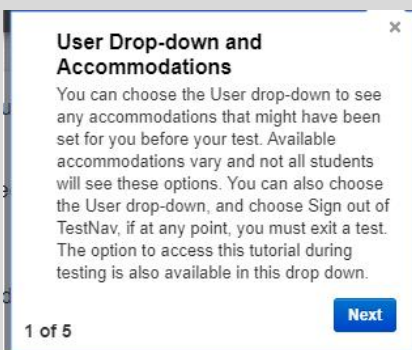 ×
User Drop-down and
Accommodations
You can choose the User drop-down to see
any accommodations that might have been
set for you before your test. Available
accommodations vary and not all students
will see these options. You can also choose
the User drop-down, and choose Sign out of
TestNav, if at any point, you must exit a test.
The option to access this tutorial during
testing is also available in this drop down.
Next
1 of 5